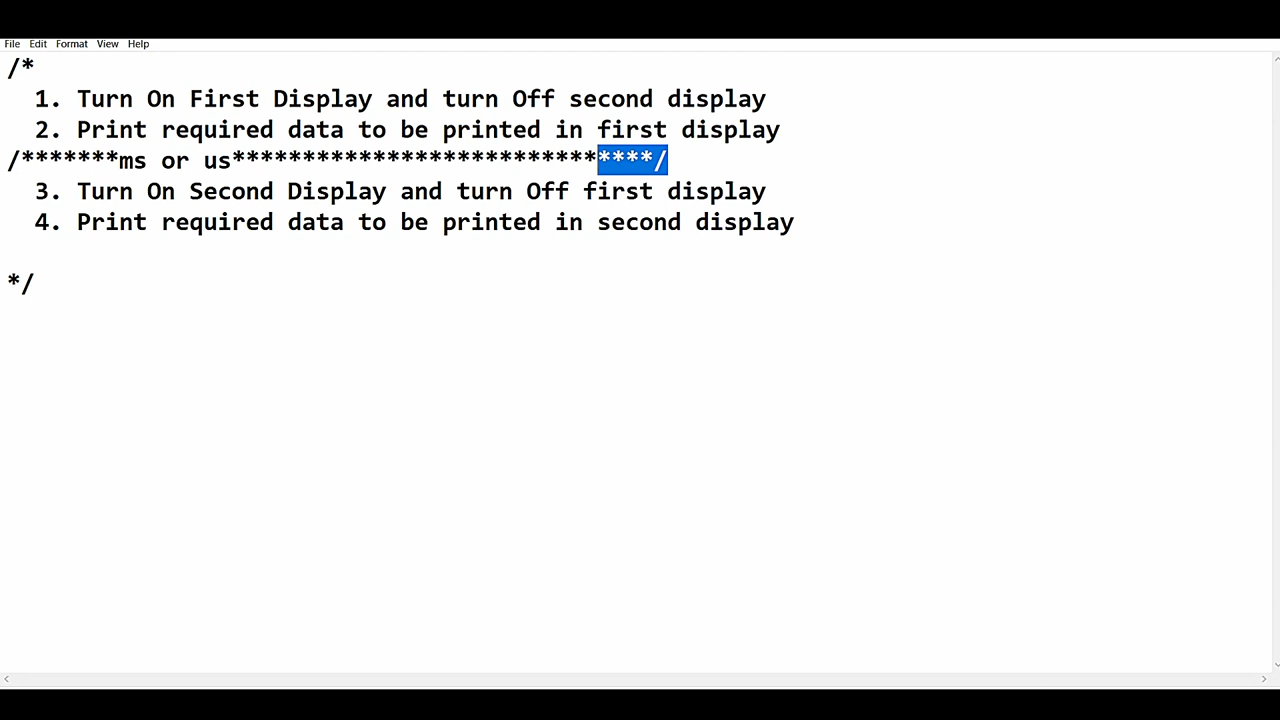 File Edit Format View Help
/*
1. Turn On First Display and turn Off second display
2. Print required data to be printed in first display
/*******ms or us******************************/
3. Turn On Second Display and turn Off first display
4. Print required data to be printed in second display
*/